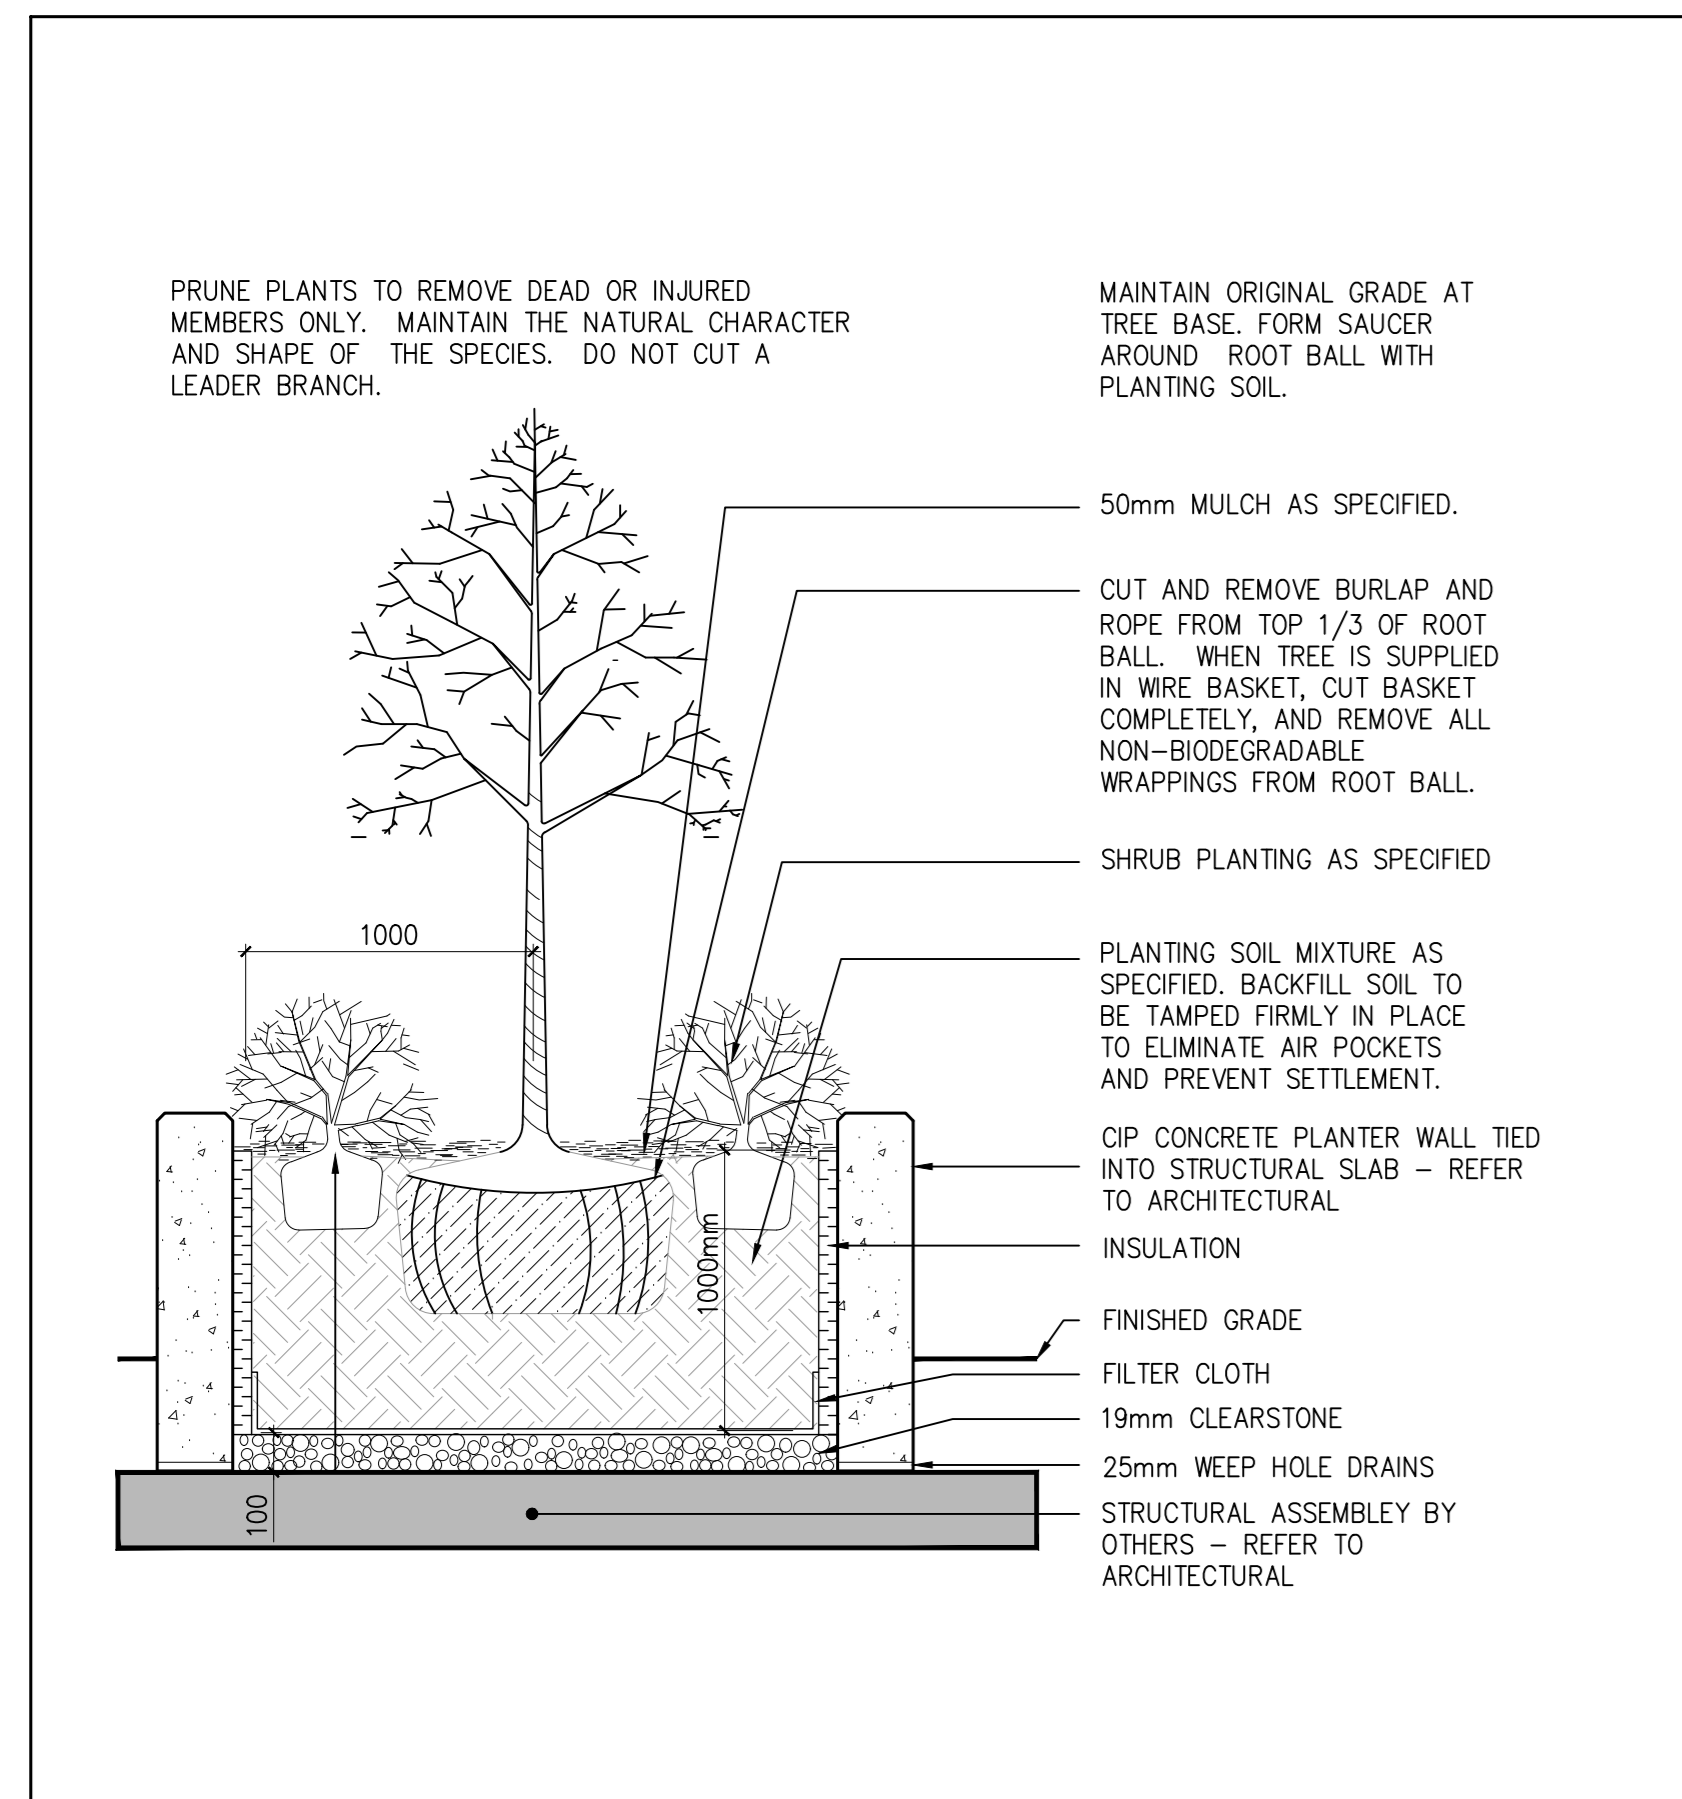 PRUNE PLANTS TO REMOVE DEAD OR INJURED
MEMBERS ONLY. MAINTAIN THE NATURAL CHARACTER
AND SHAPE OF THE SPECIES. DO NOT CUT A
LEADER BRANCH.
MAINTAIN ORIGINAL GRADE AT
TREE BASE. FORM SAUCER
AROUND ROOT BALL WITH
PLANTING SOIL.
50mm MULCH AS SPECIFIED.
CUT AND REMOVE BURLAP AND
ROPE FROM TOP 1/3 OF ROOT
BALL. WHEN TREE IS SUPPLIED
IN WIRE BASKET, CUT BASKET
COMPLETELY, AND REMOVE ALL
NON-BIODEGRADABLE
WRAPPINGS FROM ROOT BALL.
SHRUB PLANTING AS SPECIFIED
1000
PLANTING SOIL MIXTURE AS
SPECIFIED. BACKFILL SOIL TO
BE TAMPED FIRMLY IN PLACE
TO ELIMINATE AIR POCKETS
AND PREVENT SETTLEMENT.
CIP CONCRETE PLANTER WALL TIED
INTO STRUCTURAL SLAB – REFER
TO ARCHITECTURAL
1000mm
INSULATION
FINISHED GRADE
FILTER CLOTH
19mm CLEARSTONE
25mm WEEP HOLE DRAINS
100
STRUCTURAL ASSEMBLEY BY
OTHERS – REFER TO
ARCHITECTURAL